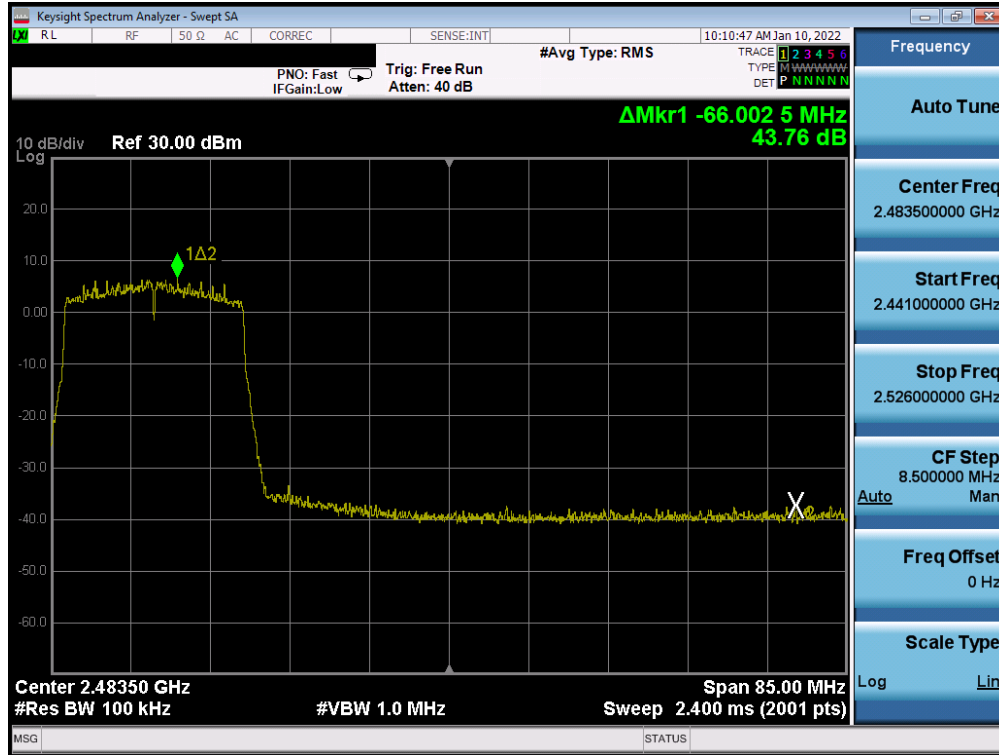 Keysight Spectrum Analyzer - Swept SA
LXI RL RF 50 Ω AC CORREC SENSE:INT 10:10:47 AM Jan 10, 2022
#Avg Type: RMS TRACE 1 2 3 4 5 6
PNO: Fast Trig: Free Run TYPE M WWWWW
IFGain:Low Atten: 40 dB DET P N N N N N
ΔMkr1 -66.002 5 MHz
43.76 dB
10 dB/div Ref 30.00 dBm
Log
20.0
1Δ2
10.0
0.00
-10.0
-20.0
-30.0
-40.0
-50.0
-60.0
Center 2.48350 GHz Span 85.00 MHz
#Res BW 100 kHz #VBW 1.0 MHz Sweep 2.400 ms (2001 pts)
MSG STATUS
Frequency
Auto Tune
Center Freq
2.483500000 GHz
Start Freq
2.441000000 GHz
Stop Freq
2.526000000 GHz
CF Step
8.500000 MHz
Auto Man
Freq Offset
0 Hz
Scale Type
Log Lin